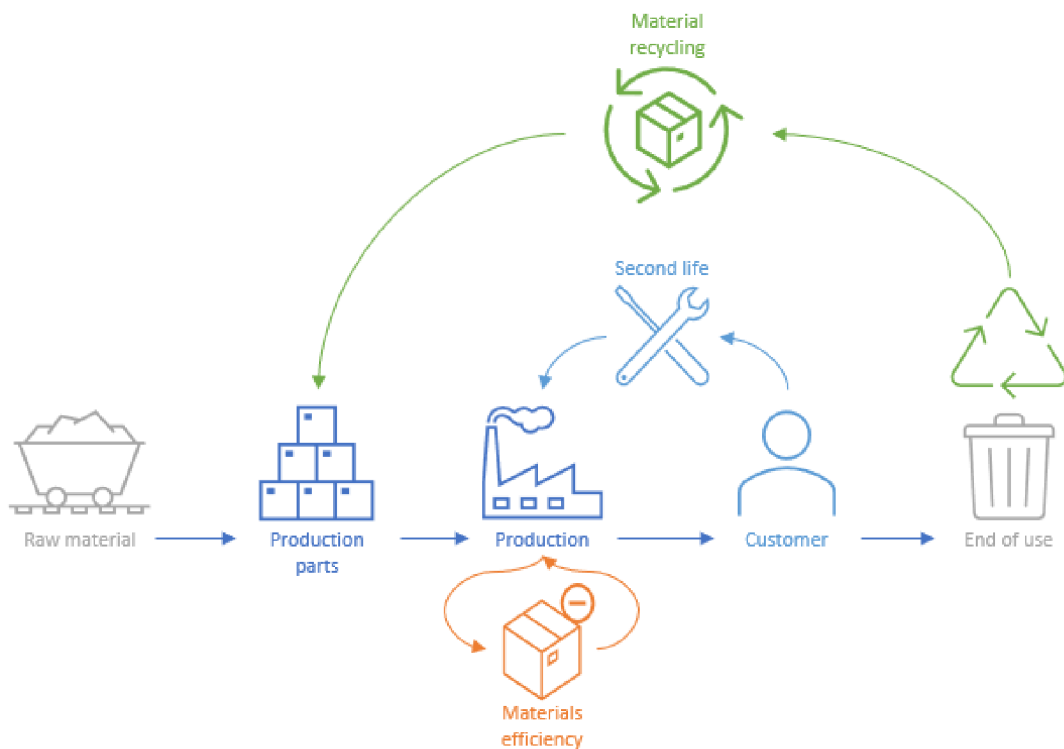 Material
recycling
Second life
Raw material
Production
parts
Production
Customer
End of use
Materials
efficiency